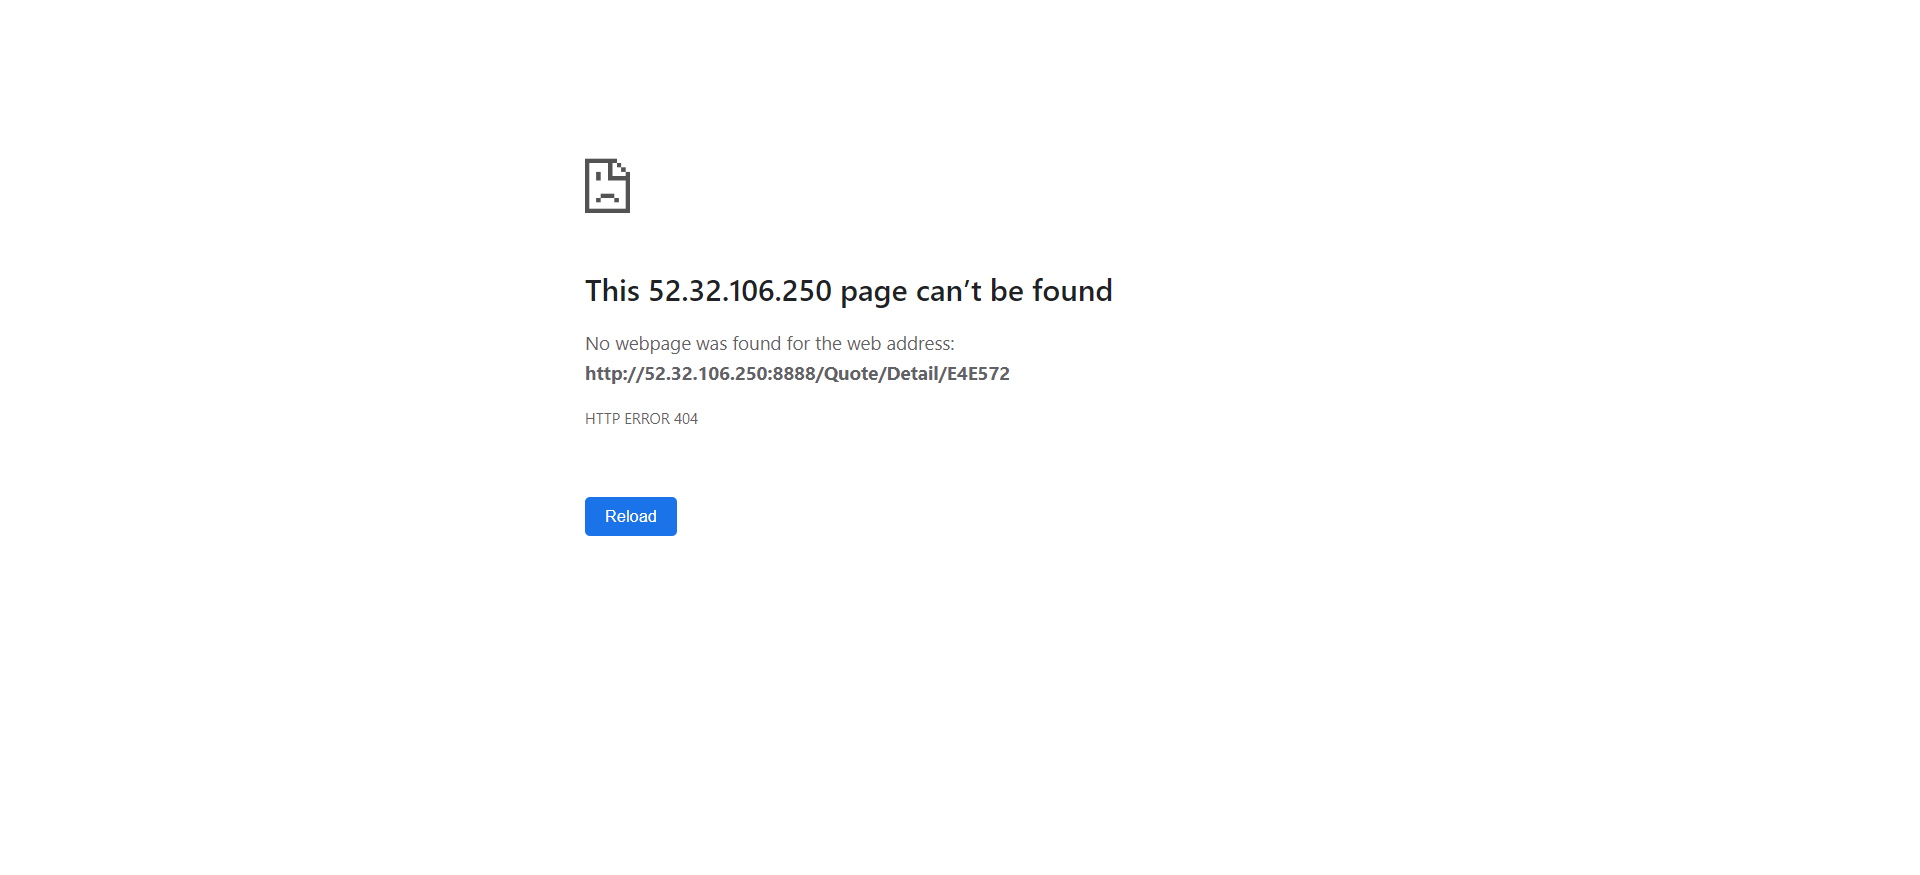 This 52.32.106.250 page can’t be found
No webpage was found for the web address:
http://52.32.106.250:8888/Quote/Detail/E4E572
HTTP ERROR 404
Reload